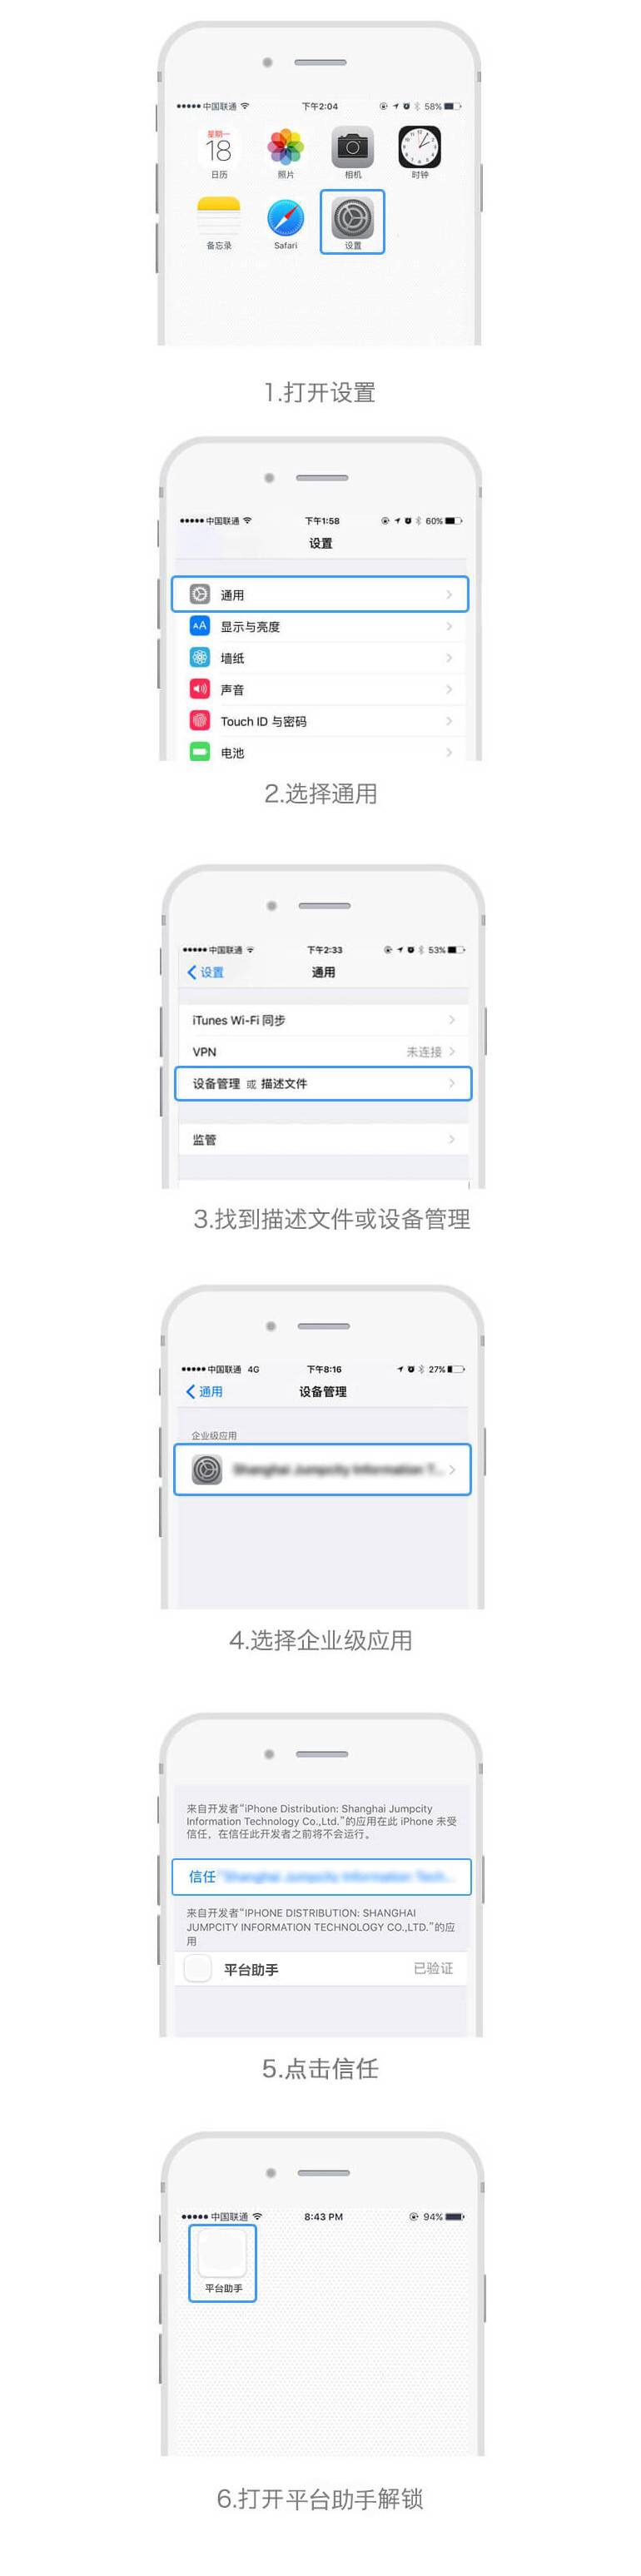 中国联通 下午2:04 58%
星期一
18
日历 照片 相机 时钟
备忘录 Safari 设置
1.打开设置
中国联通 下午1:58 60%
设置
通用
AA 显示与亮度
墙纸
声音
Touch ID 与密码
电池
2.选择通用
中国联通 下午2:33 53%
设置 通用
iTunes Wi-Fi 同步
VPN 未连接
设备管理 或 描述文件
监管
3.找到描述文件或设备管理
中国联通 4G 下午8:16 27%
通用 设备管理
企业级应用
Shanghai Jumpcity Information T...
4.选择企业级应用
来自开发者“iPhone Distribution: Shanghai Jumpcity
Information Technology Co.,Ltd.”的应用在此 iPhone 未受
信任，在信任此开发者之前将不会运行。
信任“Shanghai Jumpcity Information Tech...
来自开发者“IPHONE DISTRIBUTION: SHANGHAI
JUMPCITY INFORMATION TECHNOLOGY CO.,LTD.”的应
用
平台助手 已验证
5.点击信任
中国联通 8:43 PM 94%
平台助手
6.打开平台助手解锁